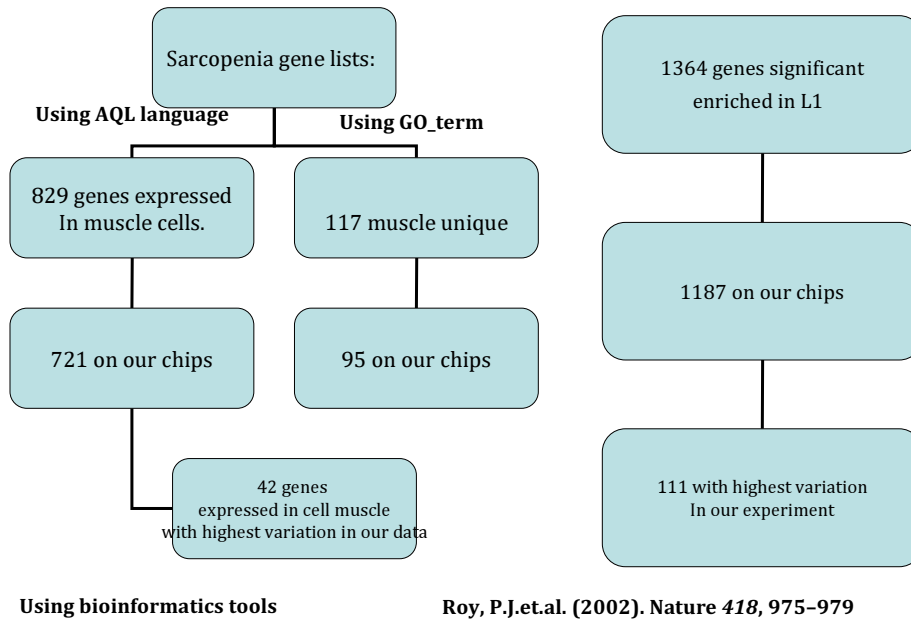 Sarcopenia gene lists:
Using AQL language
Using GO_term
829 genes expressed
In muscle cells.
117 muscle unique
721 on our chips
95 on our chips
42 genes
expressed in cell muscle
with highest variation in our data
Using bioinformatics tools
1364 genes significant
enriched in L1
1187 on our chips
111 with highest variation
In our experiment
Roy, P.J.et.al. (2002). Nature 418, 975–979